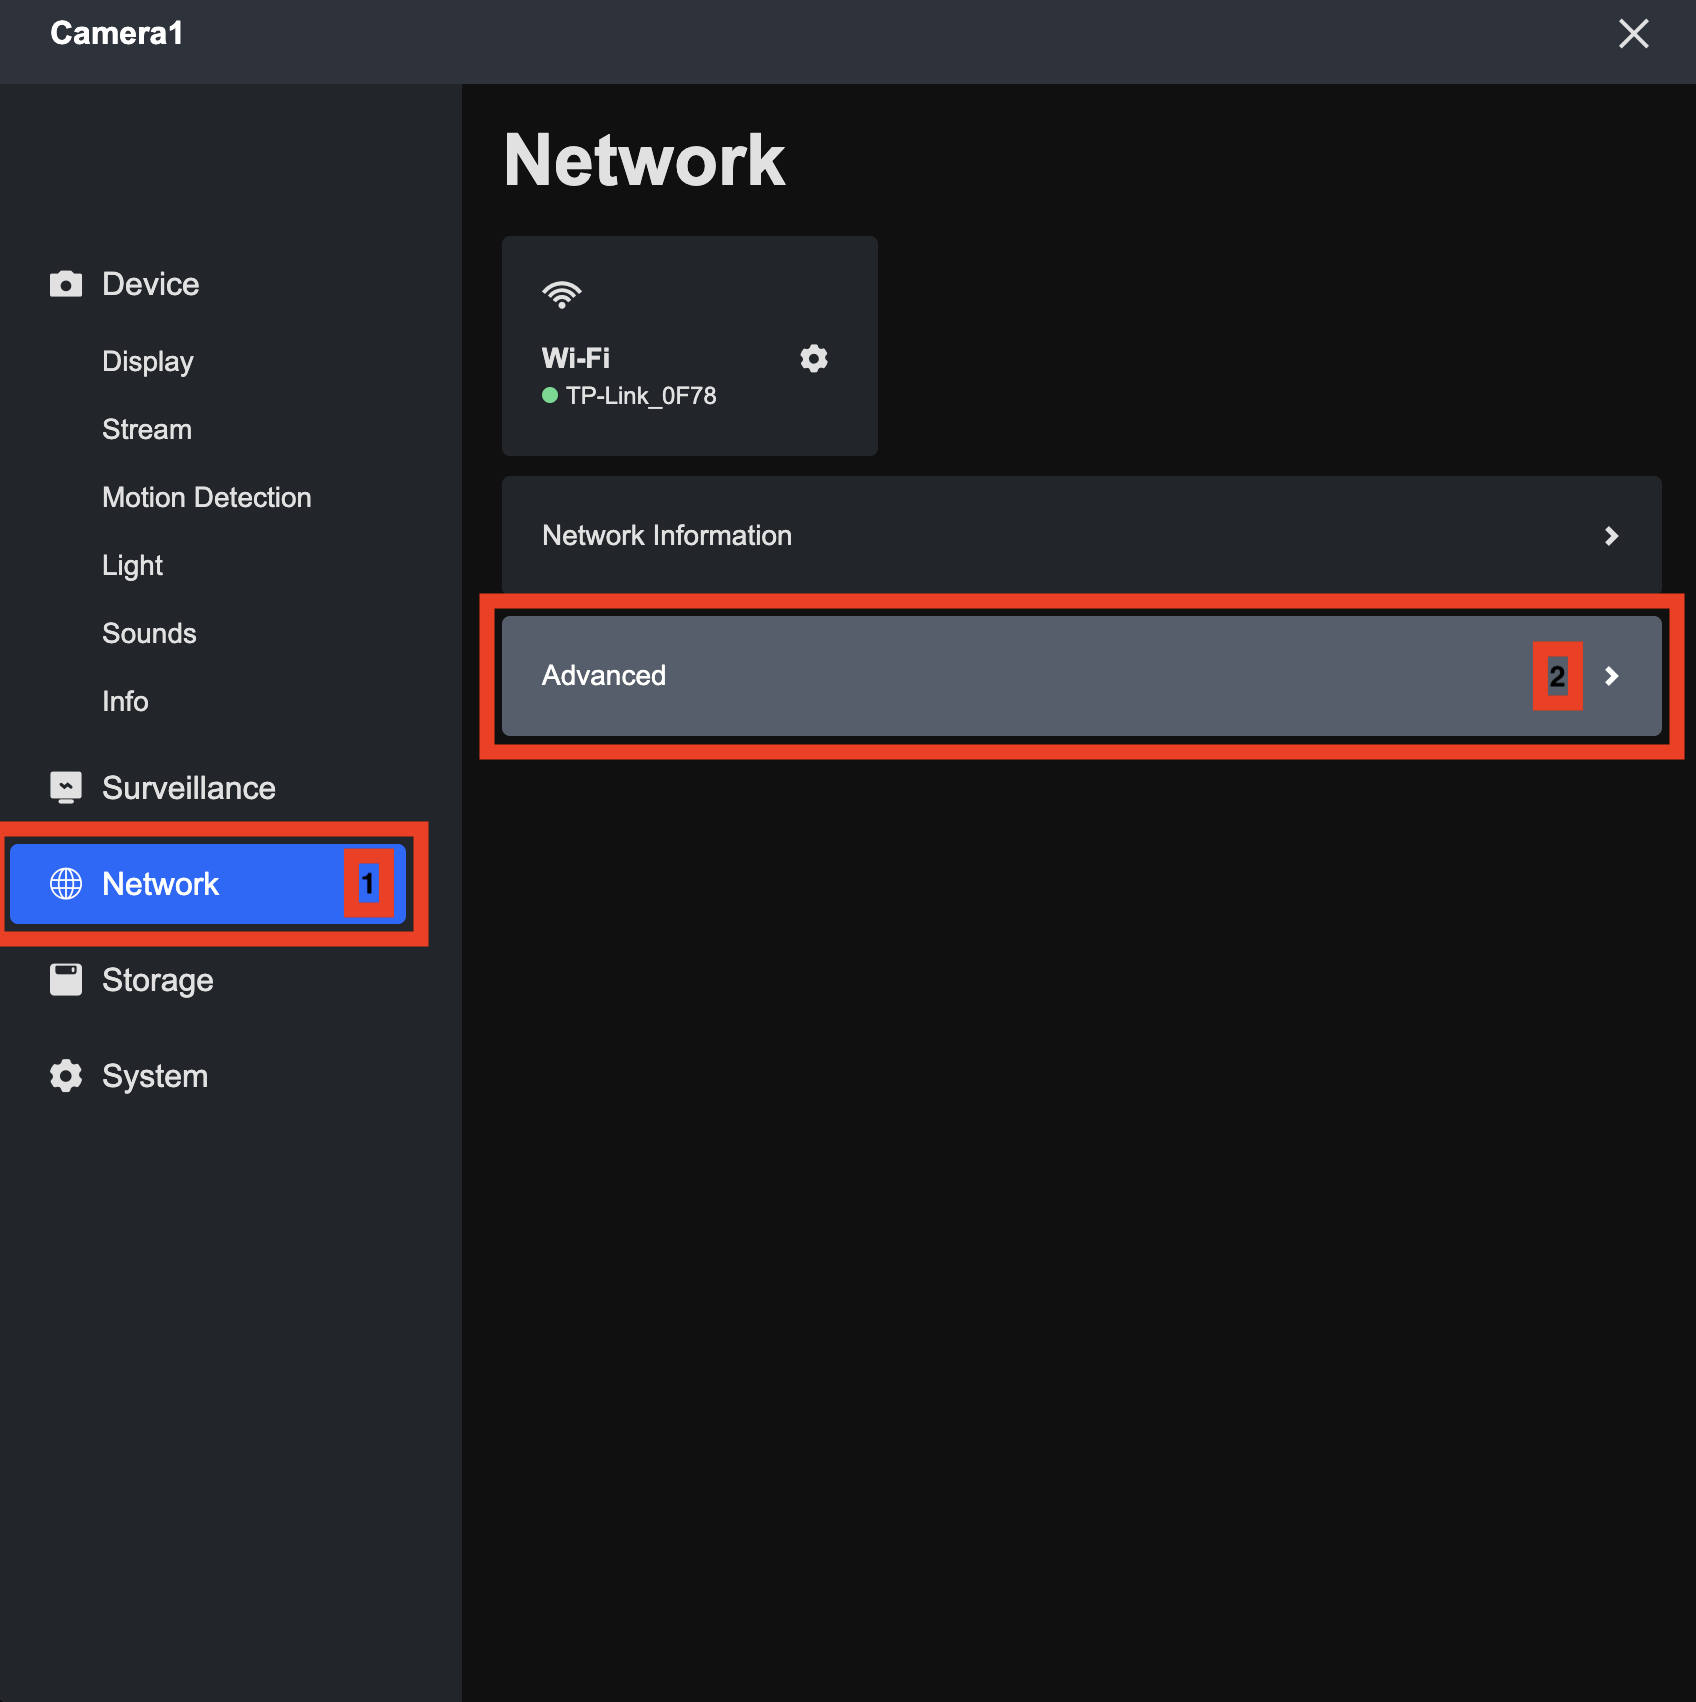 Camera1
Device
Display
Stream
Motion Detection
Light
Sounds
Info
Surveillance
Network
1
Storage
System
Network
Wi-Fi
TP-Link_0F78
Network Information
Advanced
2